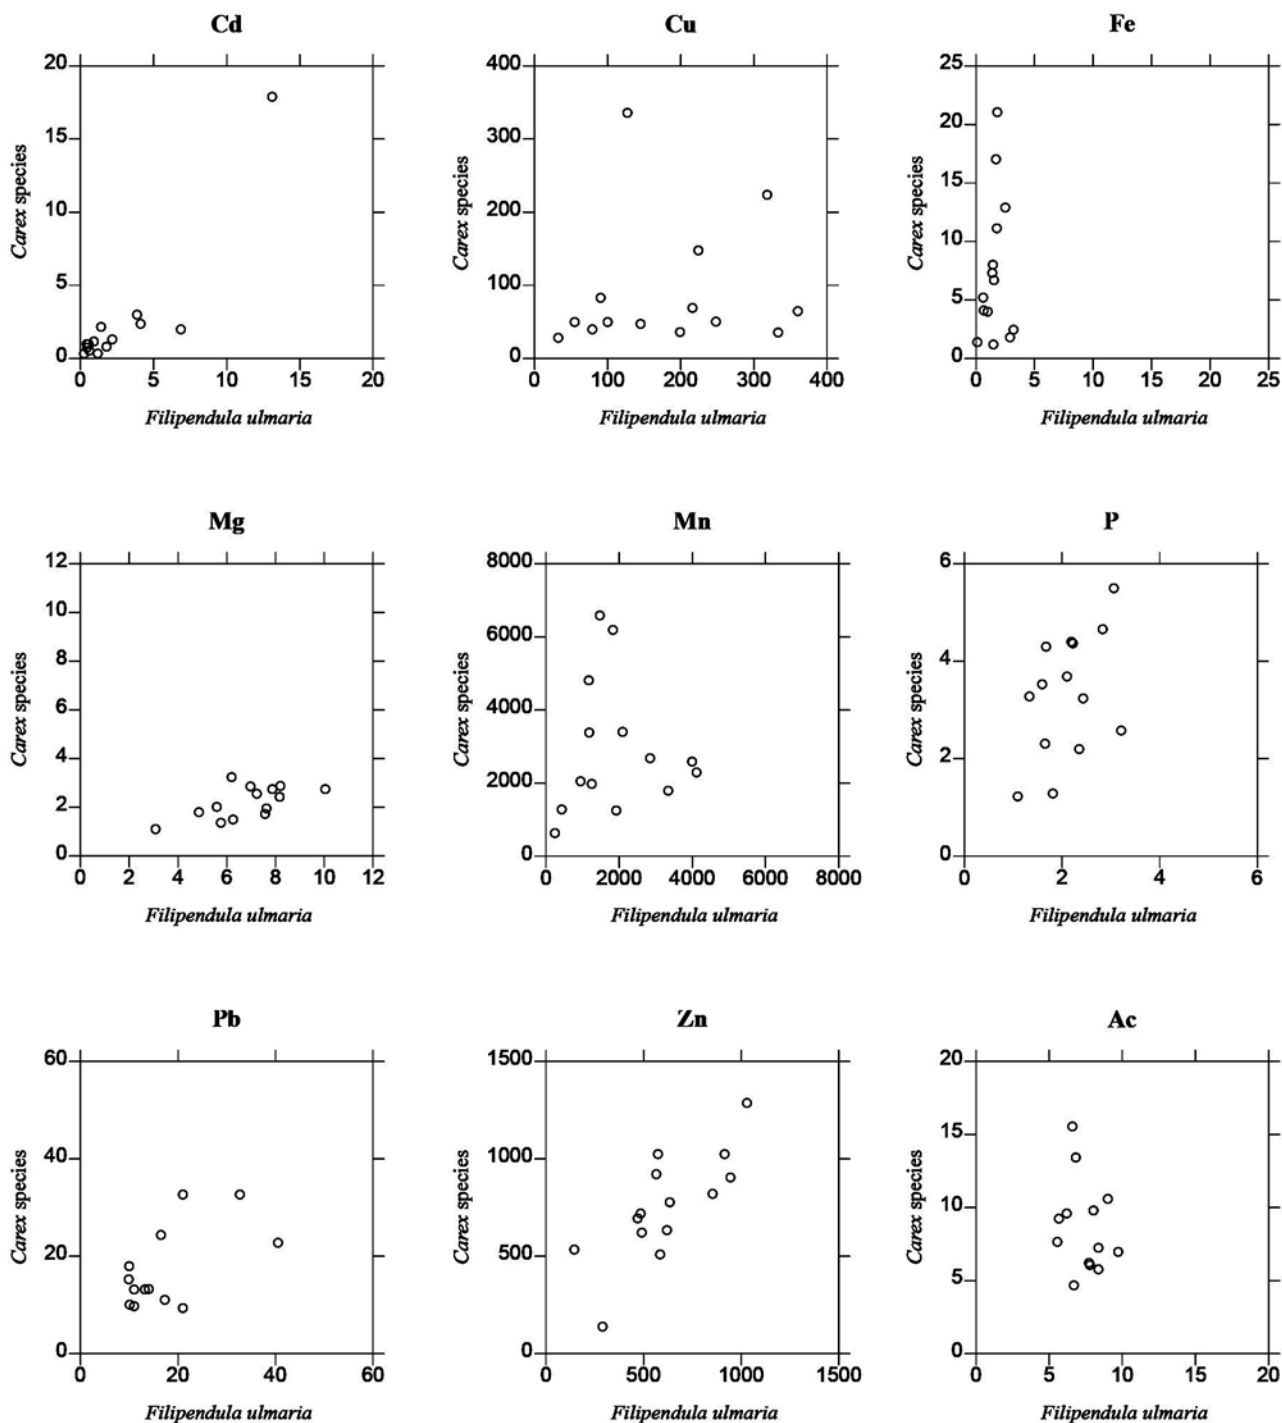 Cd
20
15
10
5
0
0 5 10 15 20
Carex species
Filipendula ulmaria
Cu
400
300
200
100
0
0 100 200 300 400
Carex species
Filipendula ulmaria
Fe
25
20
15
10
5
0
0 5 10 15 20 25
Carex species
Filipendula ulmaria
Mg
12
10
8
6
4
2
0
0 2 4 6 8 10 12
Carex species
Filipendula ulmaria
Mn
8000
6000
4000
2000
0
0 2000 4000 6000 8000
Carex species
Filipendula ulmaria
P
6
4
2
0
0 2 4 6
Carex species
Filipendula ulmaria
Pb
60
40
20
0
0 20 40 60
Carex species
Filipendula ulmaria
Zn
1500
1000
500
0
0 500 1000 1500
Carex species
Filipendula ulmaria
Ac
20
15
10
5
0
0 5 10 15 20
Carex species
Filipendula ulmaria